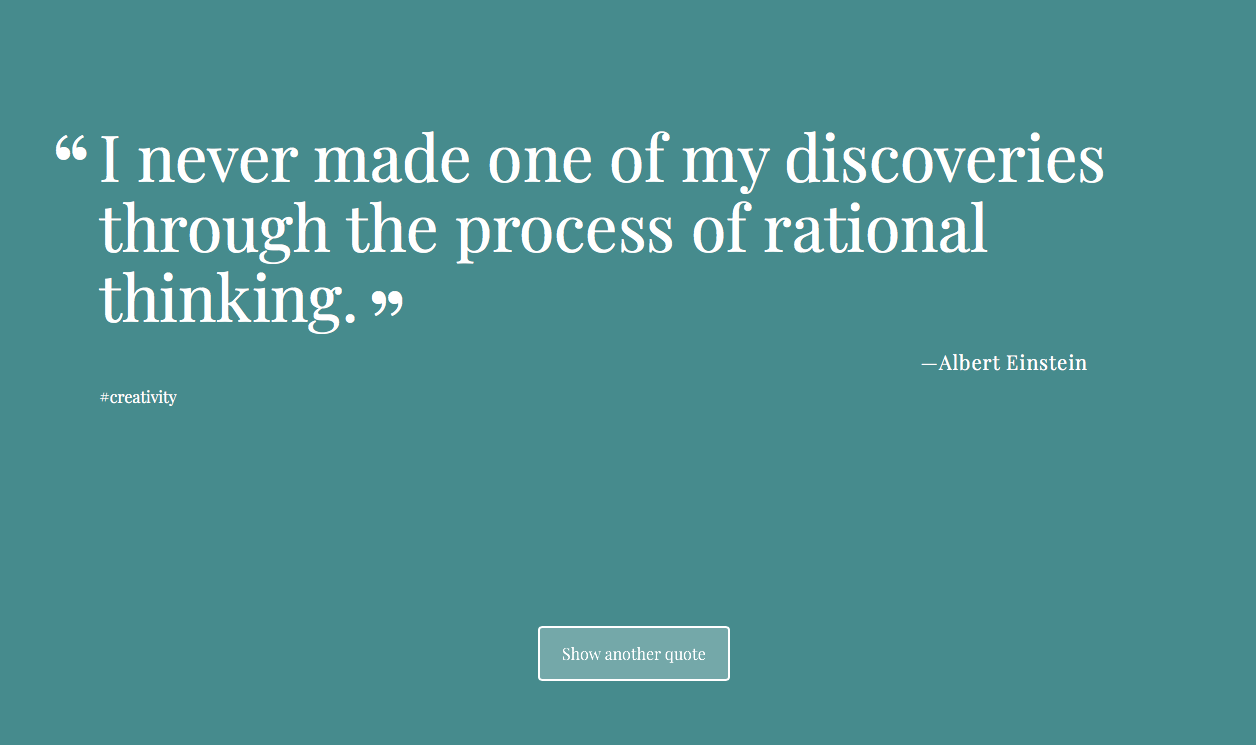 “I never made one of my discoveries
through the process of rational
thinking.”
—Albert Einstein
#creativity
Show another quote